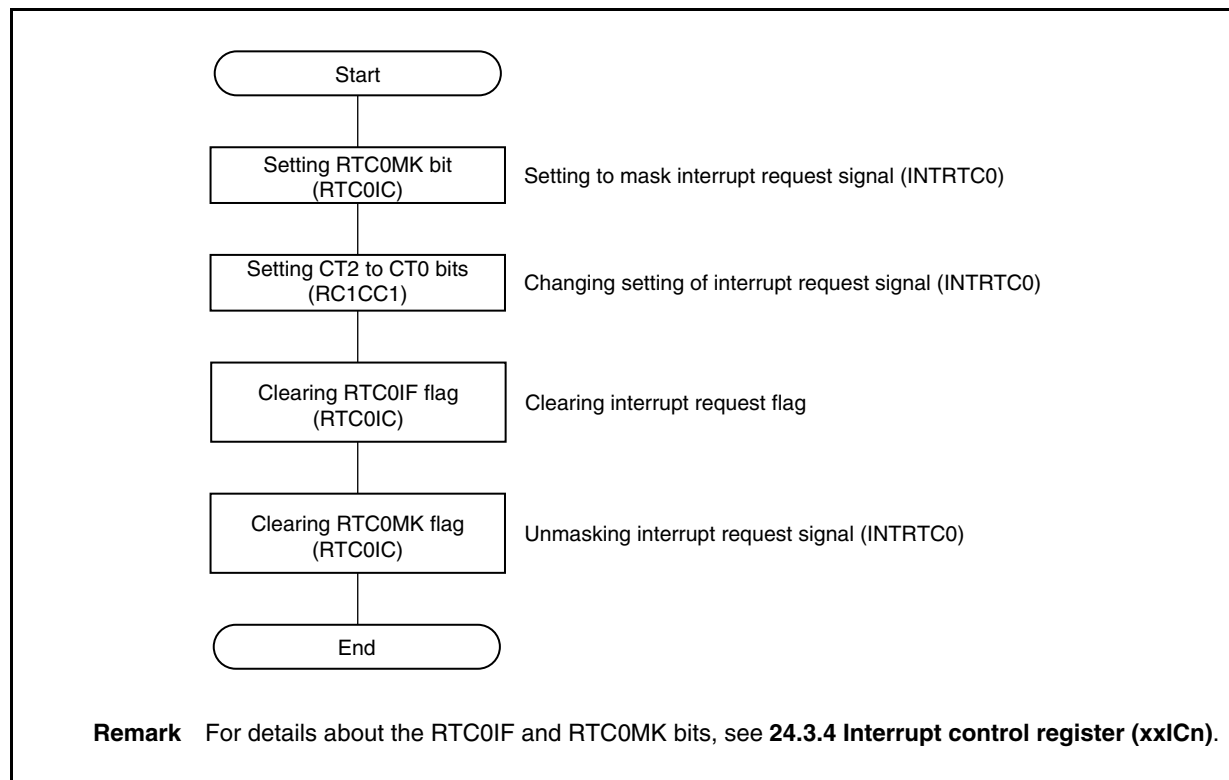 Start
Setting RTC0MK bit
(RTC0IC)
Setting to mask interrupt request signal (INTRTC0)
Setting CT2 to CT0 bits
(RC1CC1)
Changing setting of interrupt request signal (INTRTC0)
Clearing RTC0IF flag
(RTC0IC)
Clearing interrupt request flag
Clearing RTC0MK flag
(RTC0IC)
Unmasking interrupt request signal (INTRTC0)
End
Remark For details about the RTC0IF and RTC0MK bits, see 24.3.4 Interrupt control register (xxICn).